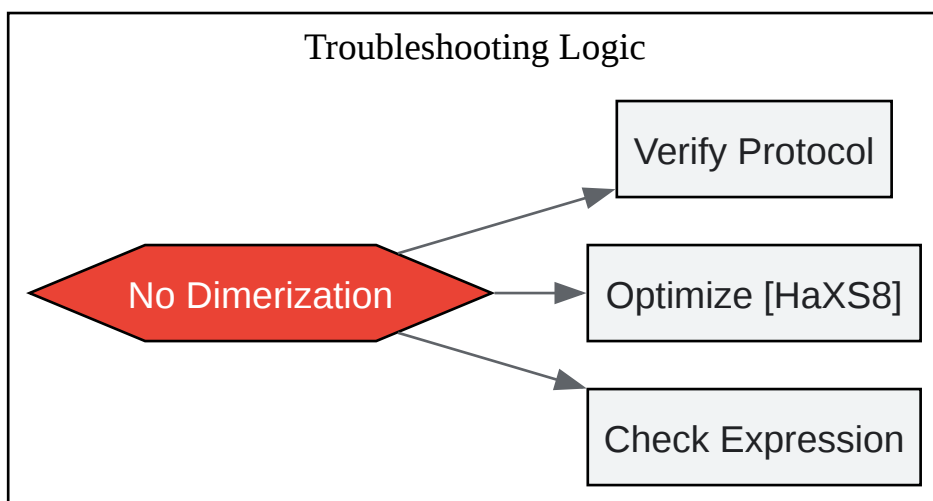 Troubleshooting Logic
Verify Protocol
No Dimerization
Optimize [HaXS8]
Check Expression